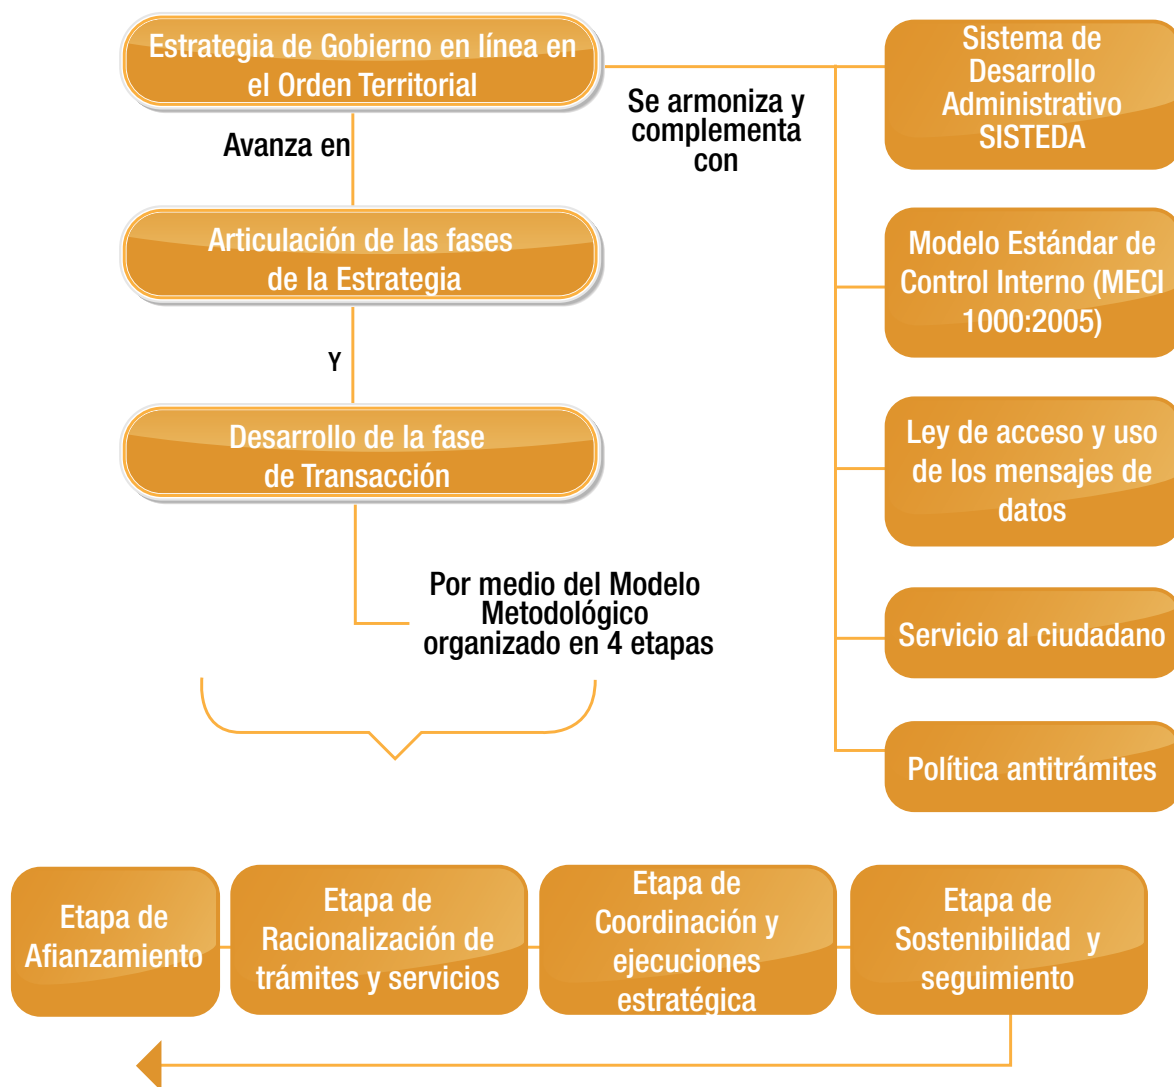 Estrategia de Gobierno en línea en
el Orden Territorial
Avanza en
Articulación de las fases
de la Estrategia
Y
Desarrollo de la fase
de Transacción
Por medio del Modelo
Metodológico
organizado en 4 etapas
Se armoniza y
complementa
con
Sistema de
Desarrollo
Administrativo
SISTEDA
Modelo Estándar de
Control Interno (MECI
1000:2005)
Ley de acceso y uso
de los mensajes de
datos
Servicio al ciudadano
Política antitrámites
Etapa de
Afianzamiento
Etapa de
Racionalización de
trámites y servicios
Etapa de
Coordinación y
ejecuciones
estratégica
Etapa de
Sostenibilidad y
seguimiento